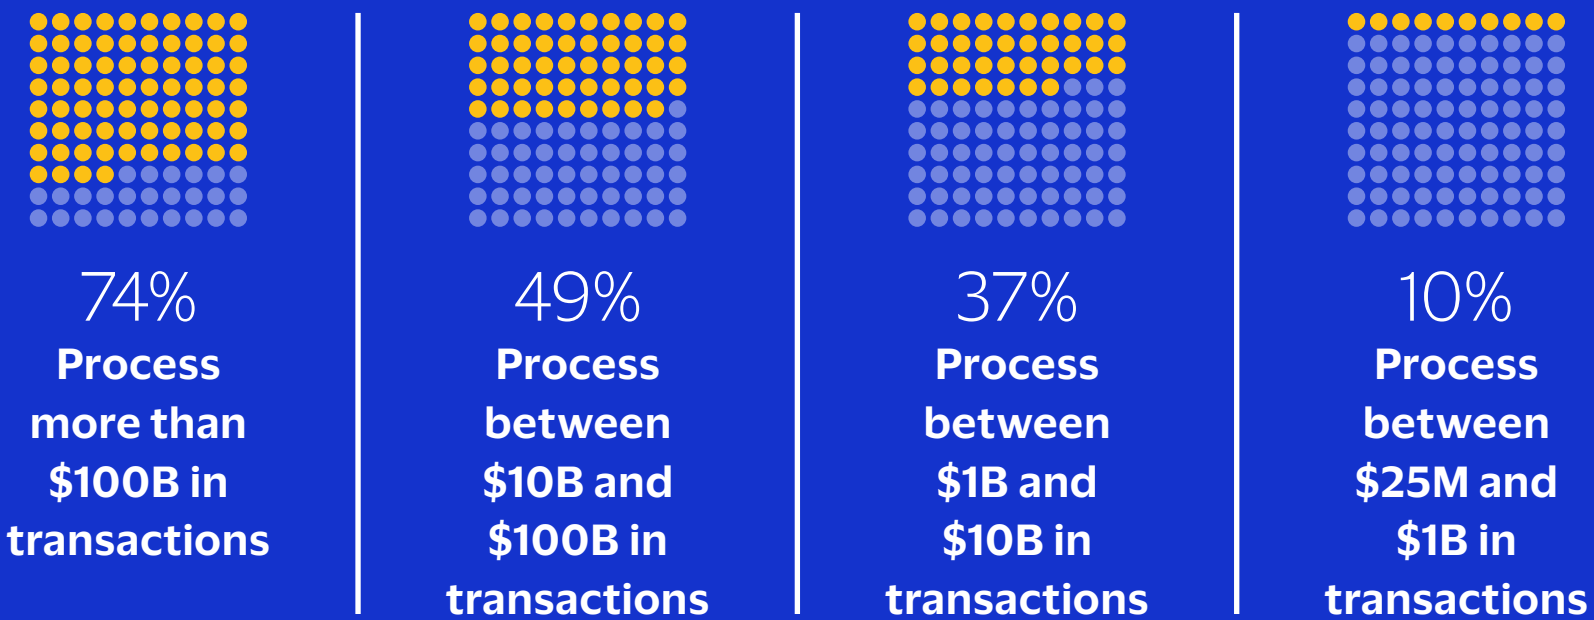 74%
Process
more than
$100B in
transactions
49%
Process
between
$10B and
$100B in
transactions
37%
Process
between
$1B and
$10B in
transactions
10%
Process
between
$25M and
$1B in
transactions